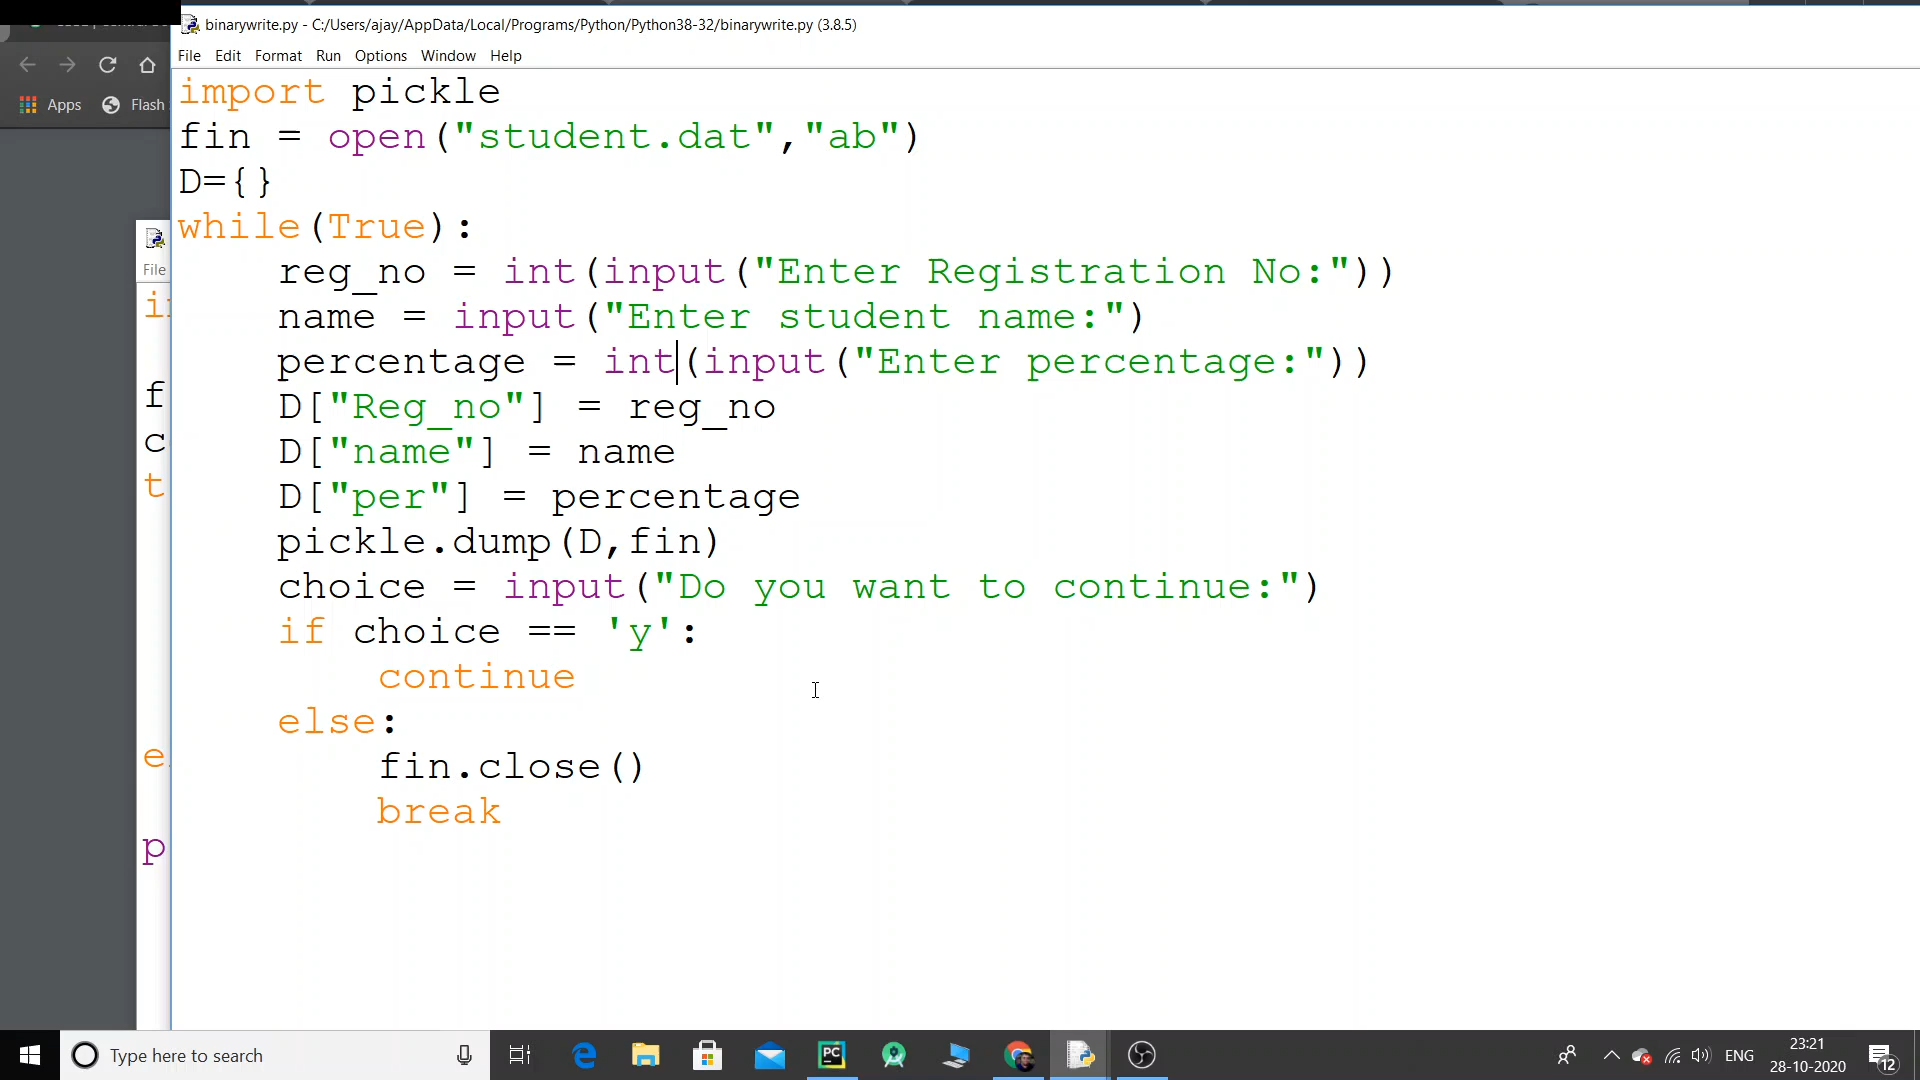 binarywrite.py - C:/Users/ajay/AppData/Local/Programs/Python/Python38-32/binarywrite.py (3.8.5)
File Edit Format Run Options Window Help
Apps Flash
import pickle
fin = open("student.dat","ab")
D={}
while(True):
    reg_no = int(input("Enter Registration No:"))
    name = input("Enter student name:")
    percentage = int(input("Enter percentage:"))
    D["Reg_no"] = reg_no
    D["name"] = name
    D["per"] = percentage
    pickle.dump(D,fin)
    choice = input("Do you want to continue:")
    if choice == 'y':
        continue
    else:
        fin.close()
        break
File
Type here to search
PC
ENG
23:21
28-10-2020
12